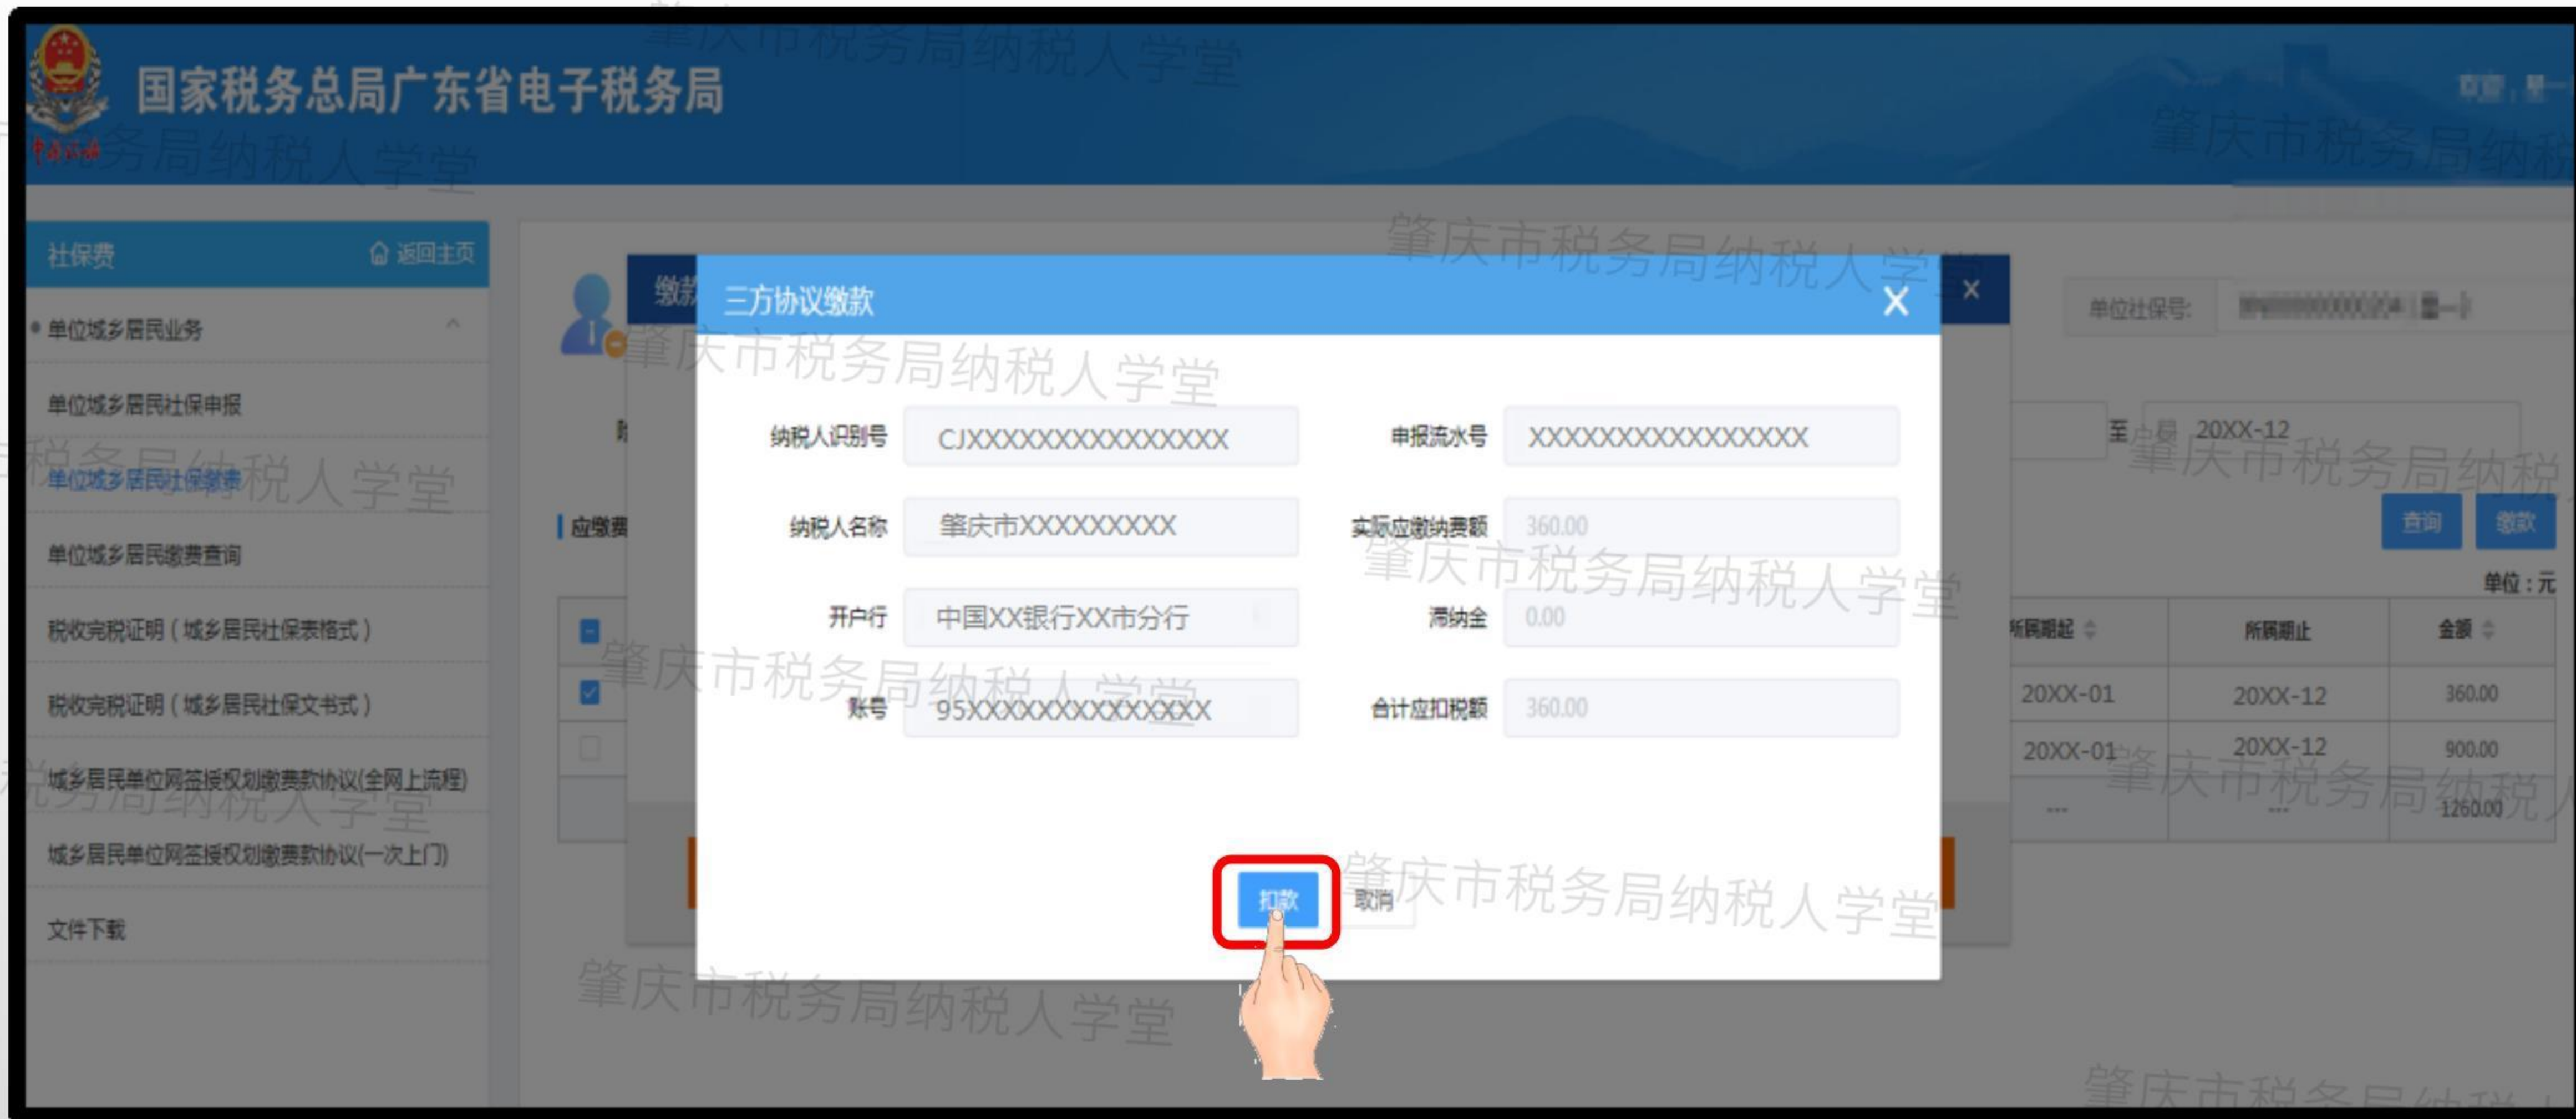 国家税务总局广东省电子税务局
社保费 返回主页
单位城乡居民业务
单位城乡居民社保申报
单位城乡居民社保缴费
单位城乡居民缴费查询
税收完税证明（城乡居民社保表格式）
税收完税证明（城乡居民社保文书式）
城乡居民单位网签授权划缴费款协议(全网上流程)
城乡居民单位网签授权划缴费款协议(一次上门)
文件下载
缴款
三方协议缴款 X
X
单位社保号:
至 20XX-12
应缴费
查询 缴款
单位：元
所属期起 所属期止 金额
20XX-01 20XX-12 360.00
20XX-01 20XX-12 900.00
--- --- 1260.00
纳税人识别号 CJXXXXXXXXXXXXXXX 申报流水号 XXXXXXXXXXXXXXXX
纳税人名称 肇庆市XXXXXXXXX 实际应缴纳费额 360.00
开户行 中国XX银行XX市分行 滞纳金 0.00
账号 95XXXXXXXXXXXXXX 合计应扣税额 360.00
扣款 取消
肇庆市税务局纳税人学堂